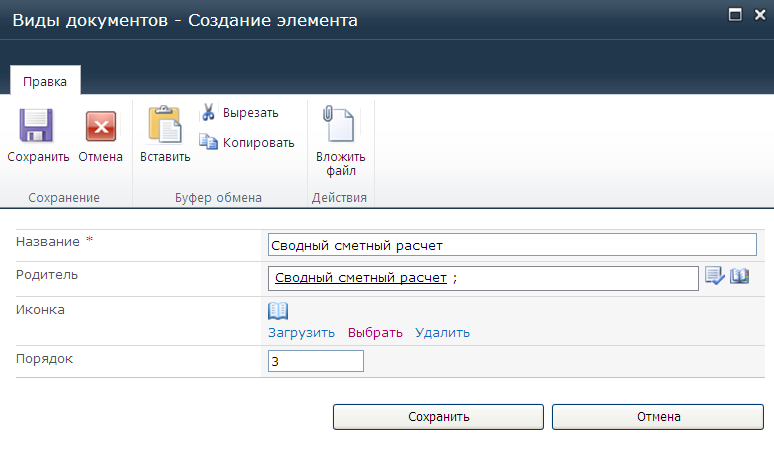 Виды документов - Создание элемента
Правка
Сохранить
Отмена
Вставить
Вырезать
Копировать
Вложить
файл
Сохранение
Буфер обмена
Действия
Название *
Сводный сметный расчет
Родитель
Сводный сметный расчет ;
Иконка
Загрузить Выбрать Удалить
Порядок
3
Сохранить
Отмена